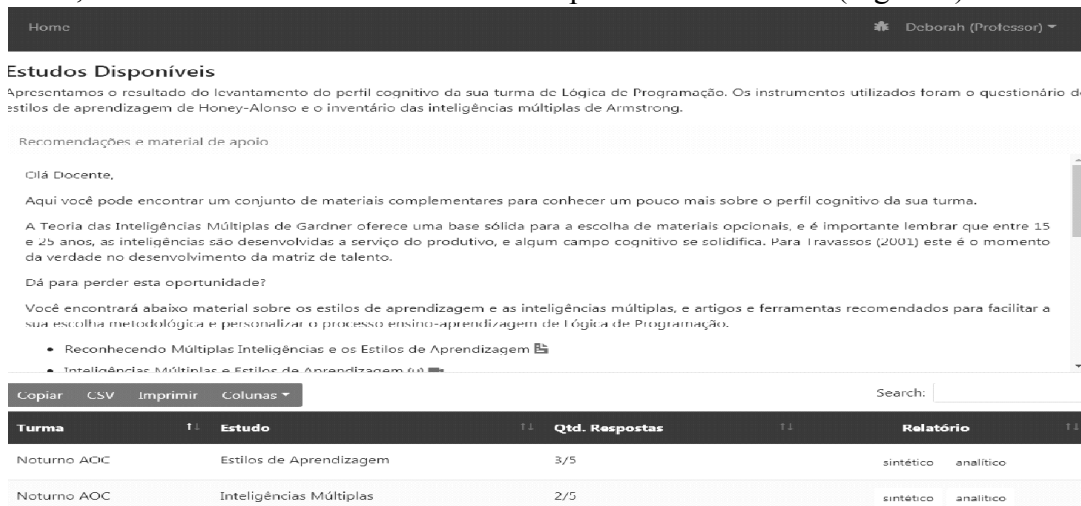 Home Deborah (Professor)
Estudos Disponíveis
Apresentamos o resultado do levantamento do perfil cognitivo da sua turma de Lógica de Programação. Os instrumentos utilizados foram o questionário de
estilos de aprendizagem de Honey-Alonso e o inventário das inteligências múltiplas de Armstrong.
Recomendações e material de apoio
Olá Docente,
Aqui você pode encontrar um conjunto de materiais complementares para conhecer um pouco mais sobre o perfil cognitivo da sua turma.
A Teoria das Inteligências Múltiplas de Gardner oferece uma base sólida para a escolha de materiais opcionais, e é importante lembrar que entre 15
e 25 anos, as inteligências são desenvolvidas a serviço do produtivo, e algum campo cognitivo se solidifica. Para Travassos (2001) este é o momento
da verdade no desenvolvimento da matriz de talento.
Dá para perder esta oportunidade?
Você encontrará abaixo material sobre os estilos de aprendizagem e as inteligências múltiplas, e artigos e ferramentas recomendados para facilitar a
sua escolha metodológica e personalizar o processo ensino-aprendizagem de Lógica de Programação.
• Reconhecendo Múltiplas Inteligências e os Estilos de Aprendizagem
• Inteligências Múltiplas e Estilos de Aprendizagem
Copiar CSV Imprimir Colunas Search:
Turma Estudo Qtd. Respostas Relatório
Noturno AOC Estilos de Aprendizagem 3/5 sintético analítico
Noturno AOC Inteligências Múltiplas 2/5 sintético analítico